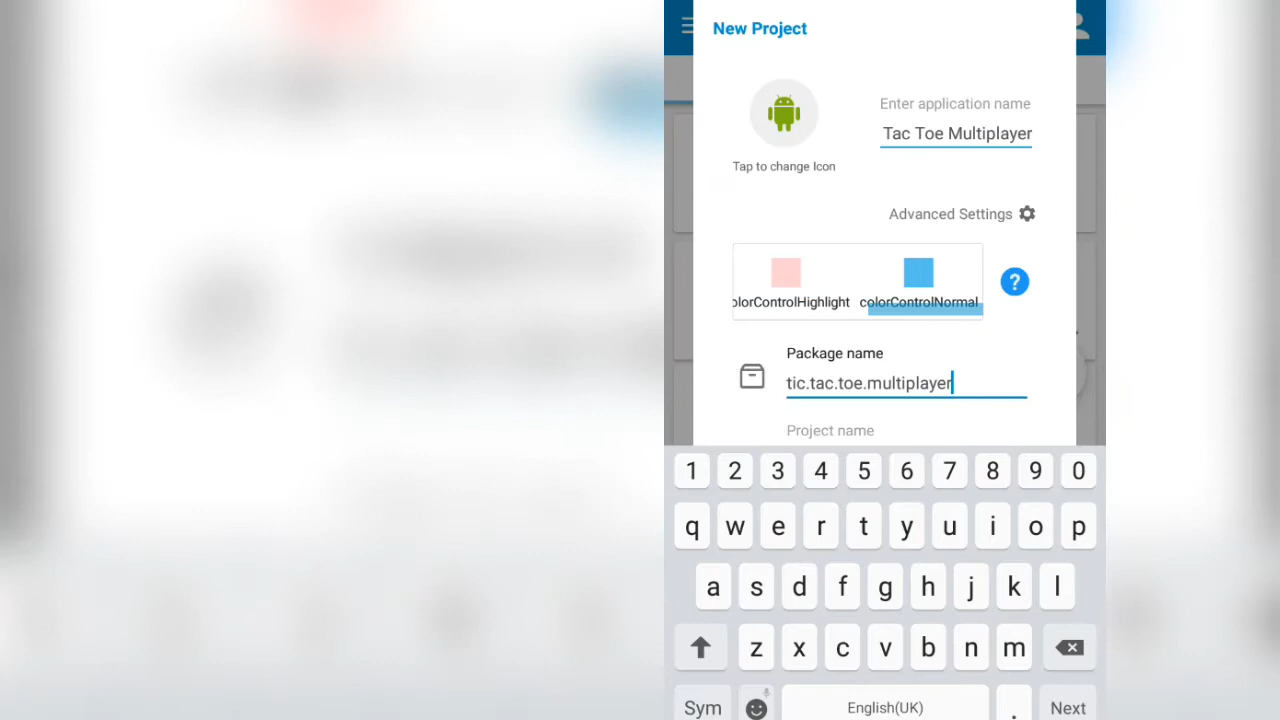 New Project
Enter application name
Tac Toe Multiplayer
Tap to change Icon
Advanced Settings
?
olorControlHighlight colorControlNormal
Package name
tic.tac.toe.multiplayer
Project name
1 2 3 4 5 6 7 8 9 0
q w e r t y u i o p
a s d f g h j k l
z x c v b n m
Sym English(UK) . Next